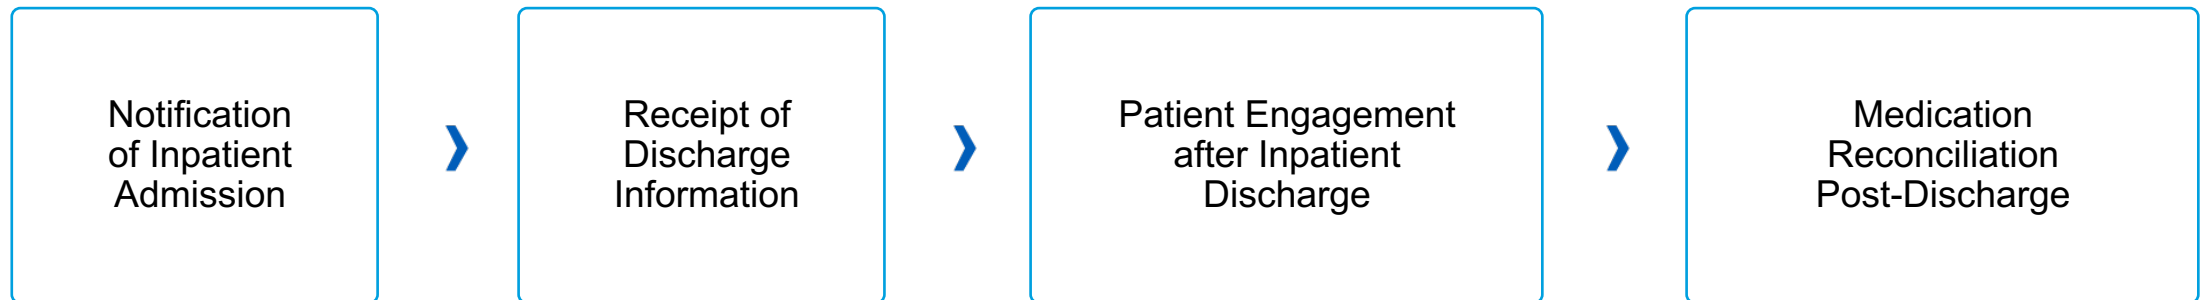 Notification
of Inpatient
Admission
Receipt of
Discharge
Information
Patient Engagement
after Inpatient
Discharge
Medication
Reconciliation
Post-Discharge